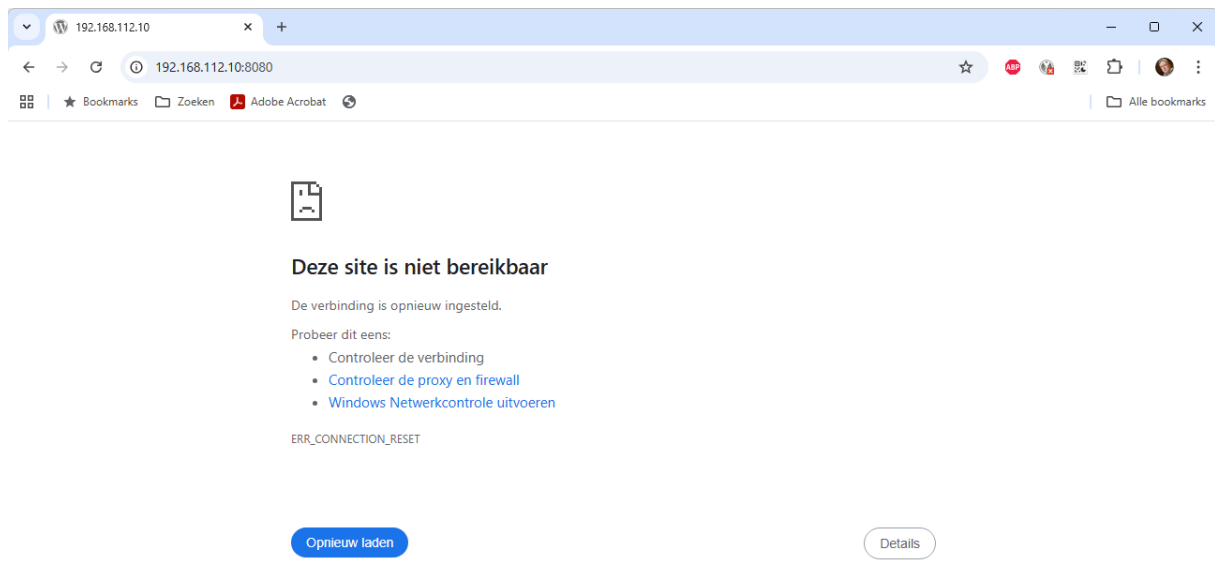 192.168.112.10
192.168.112.10:8080
ABP
Bookmarks Zoeken Adobe Acrobat Alle bookmarks
Deze site is niet bereikbaar
De verbinding is opnieuw ingesteld.
Probeer dit eens:
• Controleer de verbinding
• Controleer de proxy en firewall
• Windows Netwerkcontrole uitvoeren
ERR_CONNECTION_RESET
Opnieuw laden Details